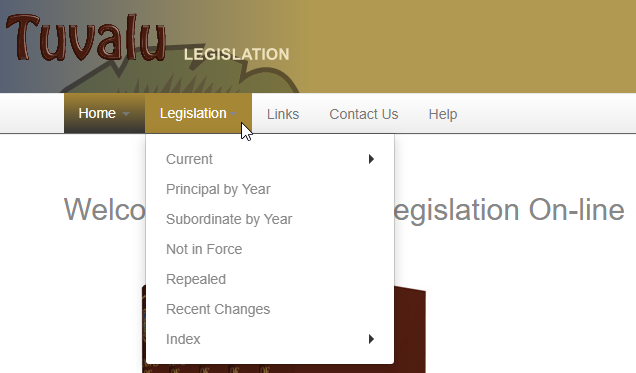 Tuvalu LEGISLATION
Home Legislation Links Contact Us Help
Current
Principal by Year
Welco egislation On-line
Subordinate by Year
Not in Force
Repealed
Recent Changes
Index